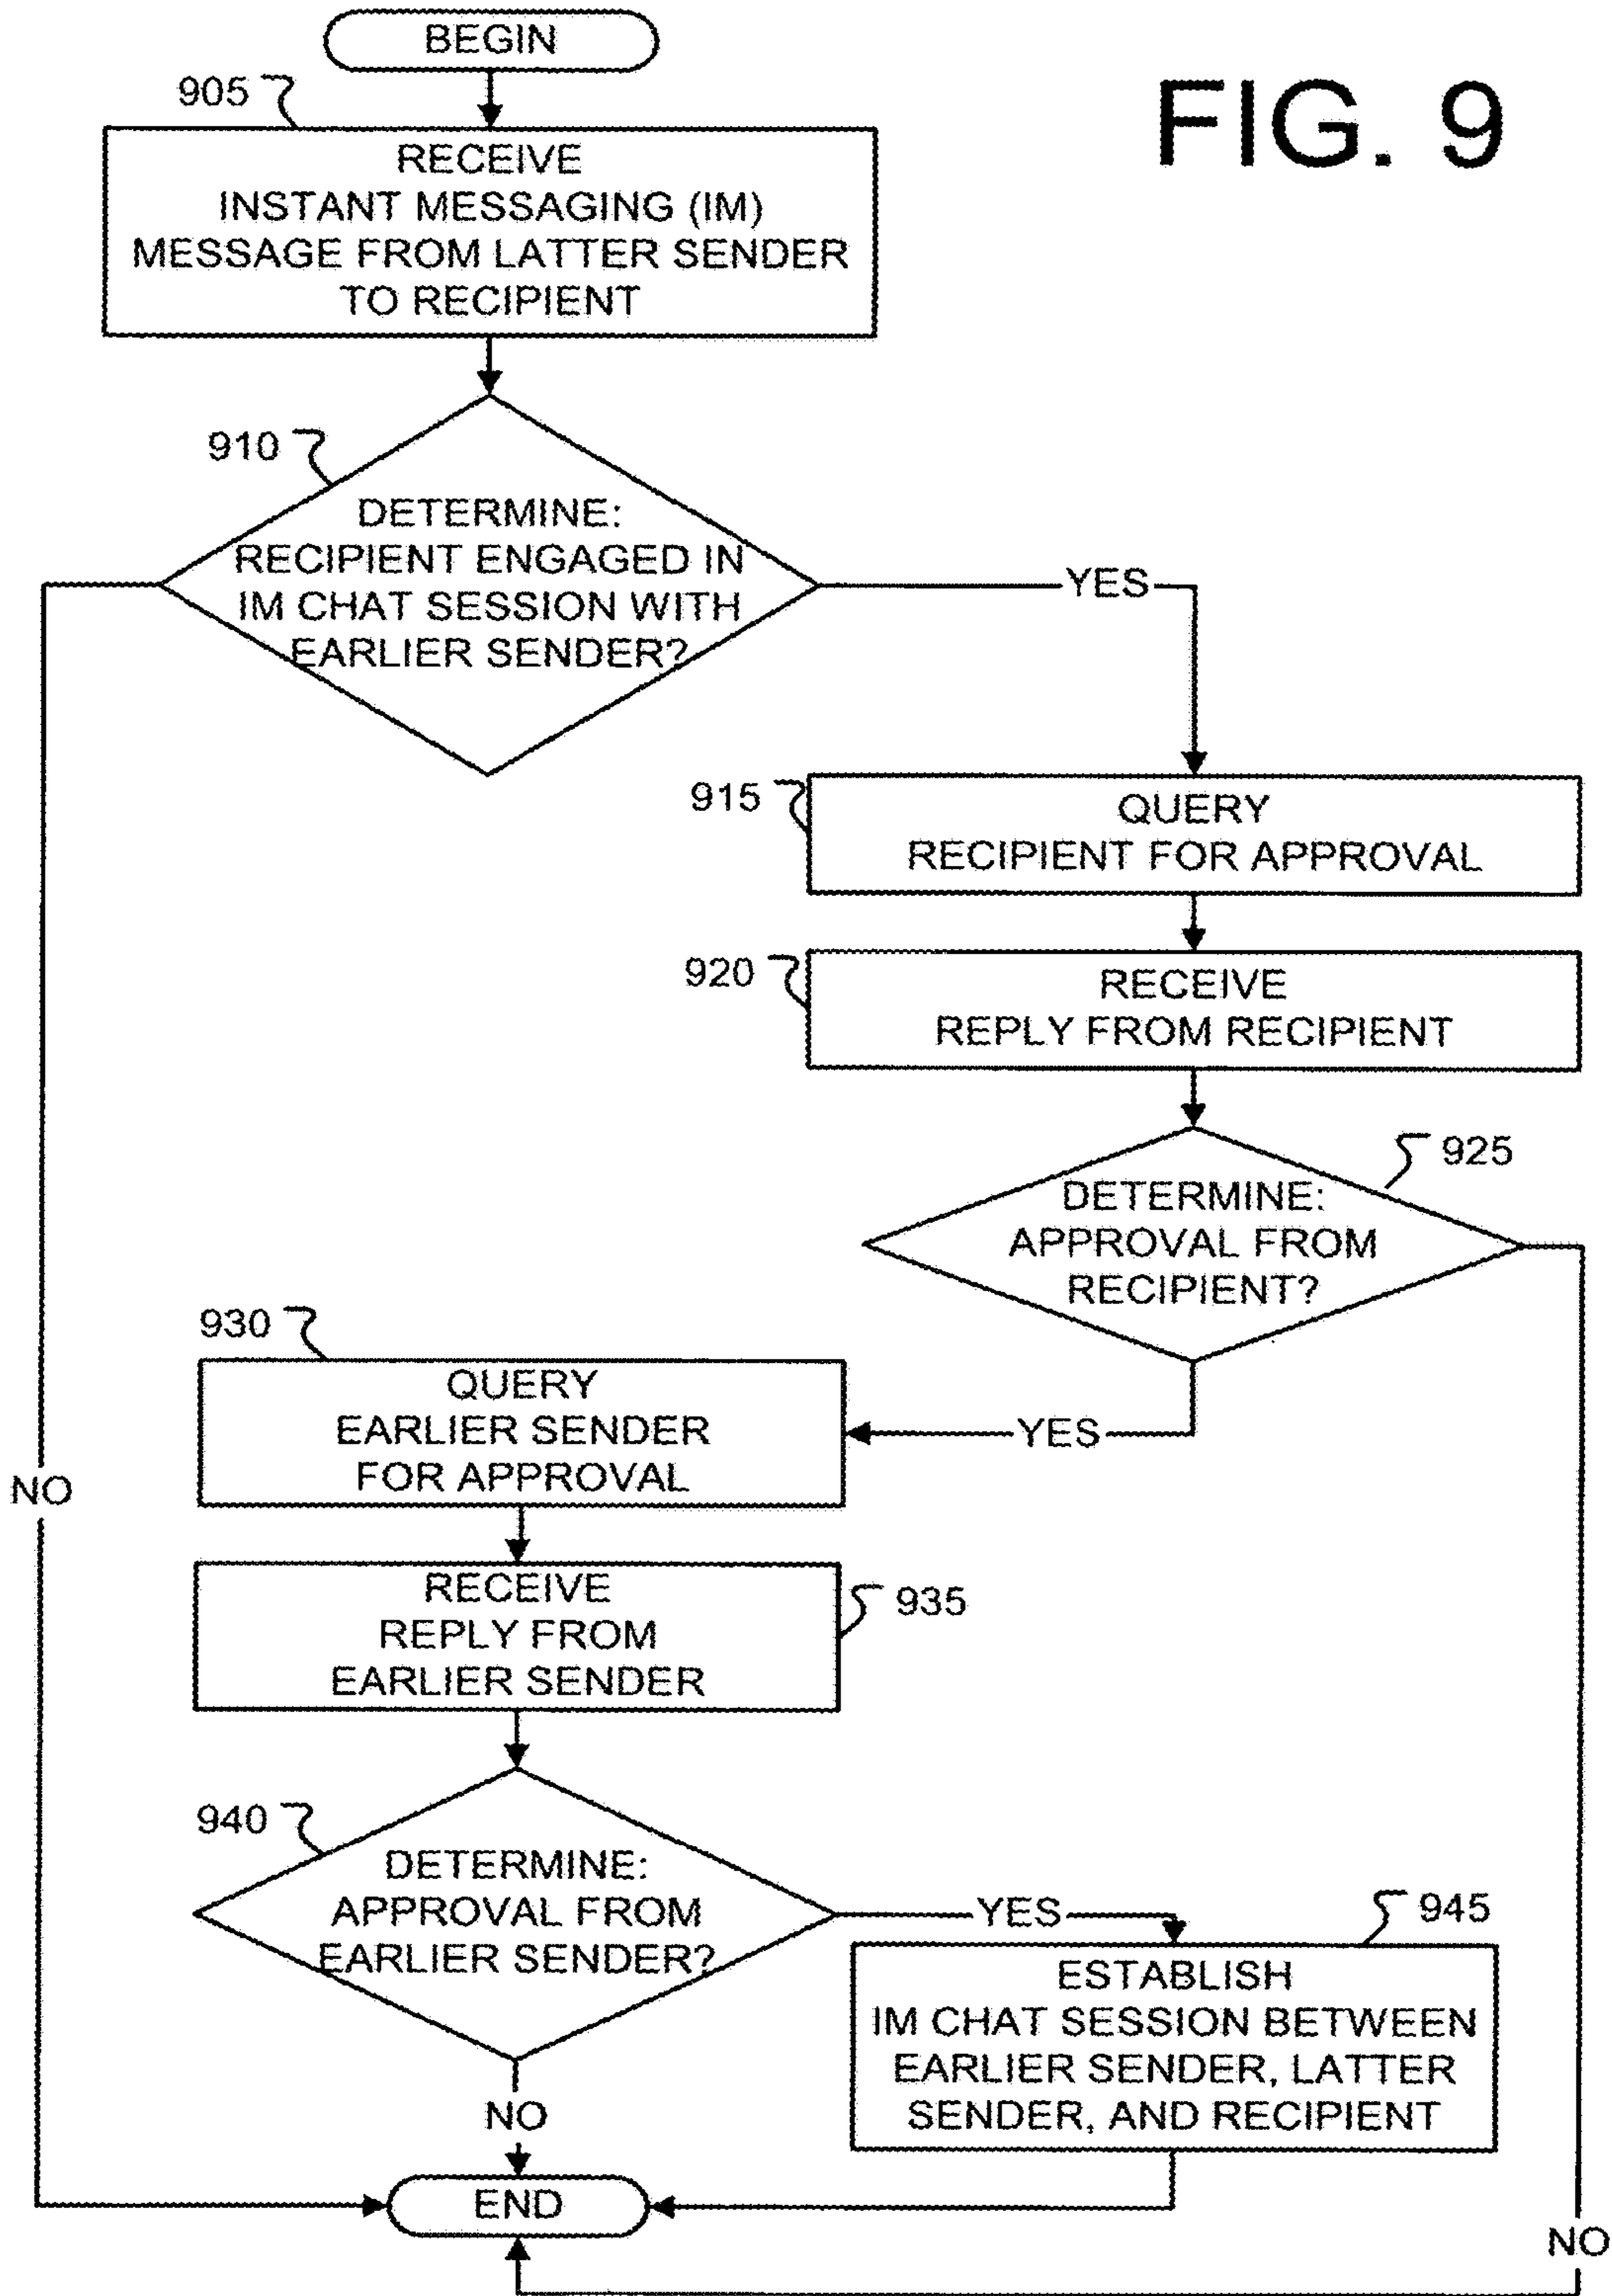 FIG. 9
BEGIN
905
RECEIVE
INSTANT MESSAGING (IM)
MESSAGE FROM LATTER SENDER
TO RECIPIENT
910
DETERMINE:
RECIPIENT ENGAGED IN
IM CHAT SESSION WITH
EARLIER SENDER?
YES
915
QUERY
RECIPIENT FOR APPROVAL
920
RECEIVE
REPLY FROM RECIPIENT
925
DETERMINE:
APPROVAL FROM
RECIPIENT?
930
QUERY
EARLIER SENDER
FOR APPROVAL
YES
NO
RECEIVE
REPLY FROM
EARLIER SENDER
935
940
DETERMINE:
APPROVAL FROM
EARLIER SENDER?
YES
945
ESTABLISH
IM CHAT SESSION BETWEEN
EARLIER SENDER, LATTER
SENDER, AND RECIPIENT
NO
END
NO